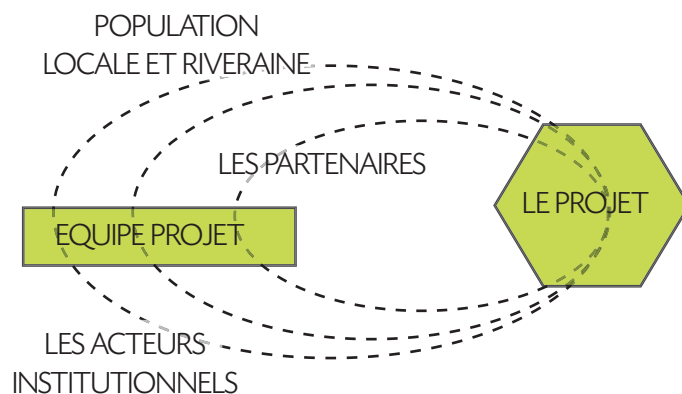 POPULATION
LOCALE ET RIVERAINE
LES PARTENAIRES
LE PROJET
EQUIPE PROJET
LES ACTEURS
INSTITUTIONNELS